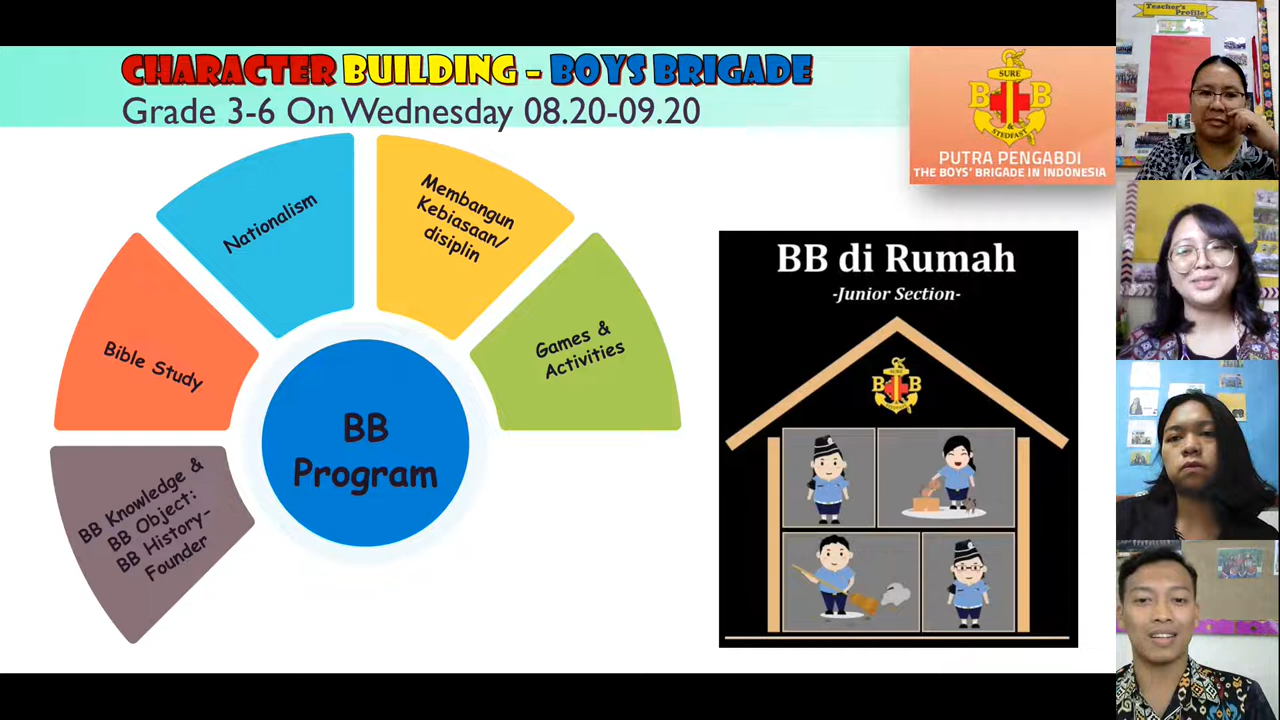 CHARACTER BUILDING - BOYS BRIGADE
Grade 3-6 On Wednesday 08.20-09.20
SURE
B B
&
STEDFAST
PUTRA PENGABDI
THE BOYS' BRIGADE IN INDONESIA
BB Knowledge &
BB Object:
BB History-
Founder
Bible Study
Nationalism
Membangun
Kebiasaan/
disiplin
Games &
Activities
BB
Program
BB di Rumah
-Junior Section-
SURE
B B
Teacher's
Profile